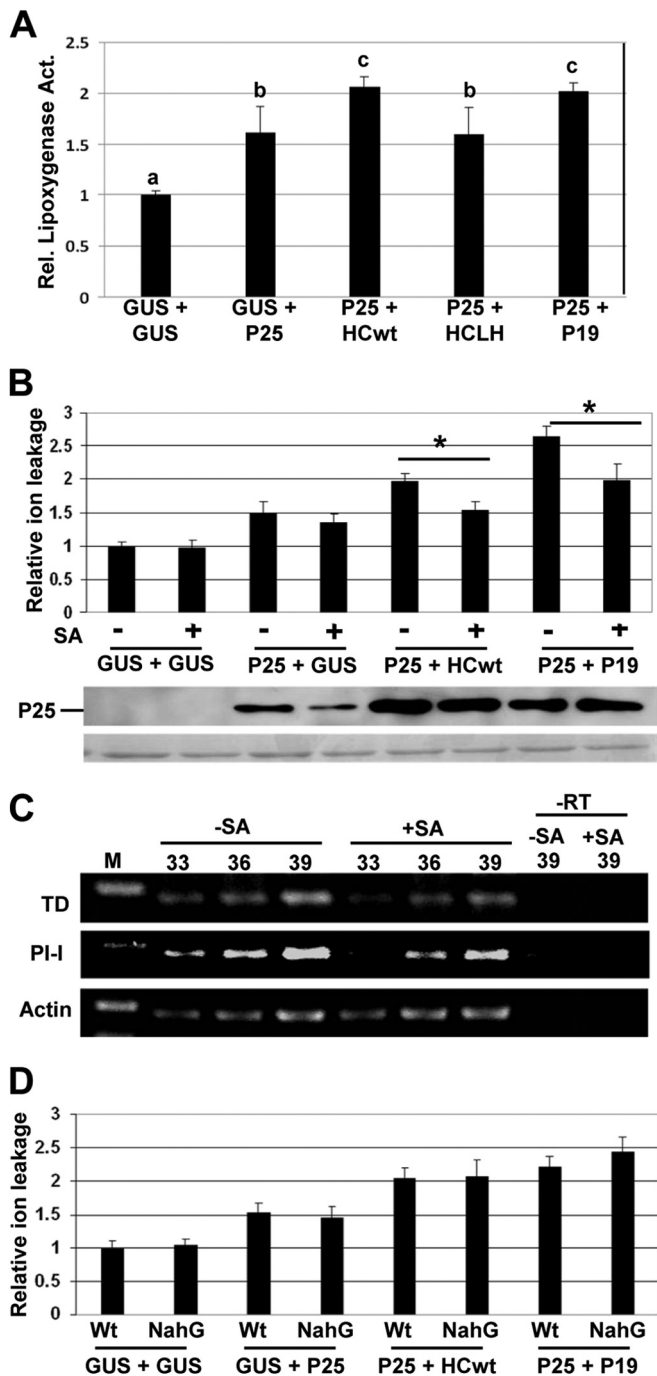 A
Rel. Lipoxygenase Act.
2.5
2
1.5
1
0.5
0
a
b
c
b
c
GUS + GUS + P25 + P25 + P25 +
GUS P25 HCwt HCLH P19
B
Relative ion leakage
3
2.5
2
1.5
1
0.5
0
*
*
SA - + - + - + - +
GUS + GUS P25 + GUS P25 + HCwt P25 + P19
P25
C
-RT
-SA +SA -SA +SA
M 33 36 39 33 36 39 39 39
TD
PI-I
Actin
D
Relative ion leakage
3
2.5
2
1.5
1
0.5
0
Wt NahG Wt NahG Wt NahG Wt NahG
GUS + GUS GUS + P25 P25 + HCwt P25 + P19